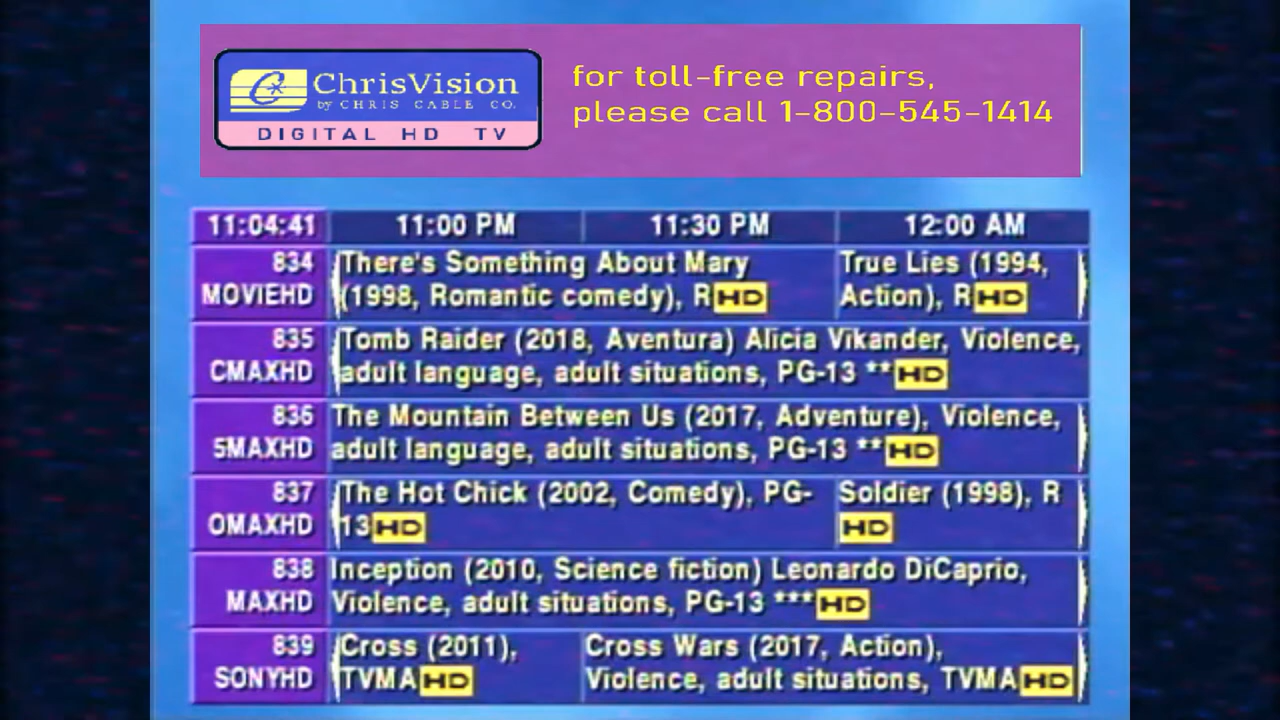 ChrisVision
by CHRIS CABLE CO.
DIGITAL HD TV
for toll-free repairs,
please call 1-800-545-1414
11:04:41 11:00 PM 11:30 PM 12:00 AM
834
MOVIEHD
There's Something About Mary
(1998, Romantic comedy), R HD
True Lies (1994,
Action), R HD
835
CMAXHD
Tomb Raider (2018, Aventura) Alicia Vikander, Violence,
adult language, adult situations, PG-13 ** HD
836
5MAXHD
The Mountain Between Us (2017, Adventure), Violence,
adult language, adult situations, PG-13 ** HD
837
OMAXHD
The Hot Chick (2002, Comedy), PG-
13 HD
Soldier (1998), R
HD
838
MAXHD
Inception (2010, Science fiction) Leonardo DiCaprio,
Violence, adult situations, PG-13 *** HD
839
SONYHD
Cross (2011),
TVMA HD
Cross Wars (2017, Action),
Violence, adult situations, TVMA HD